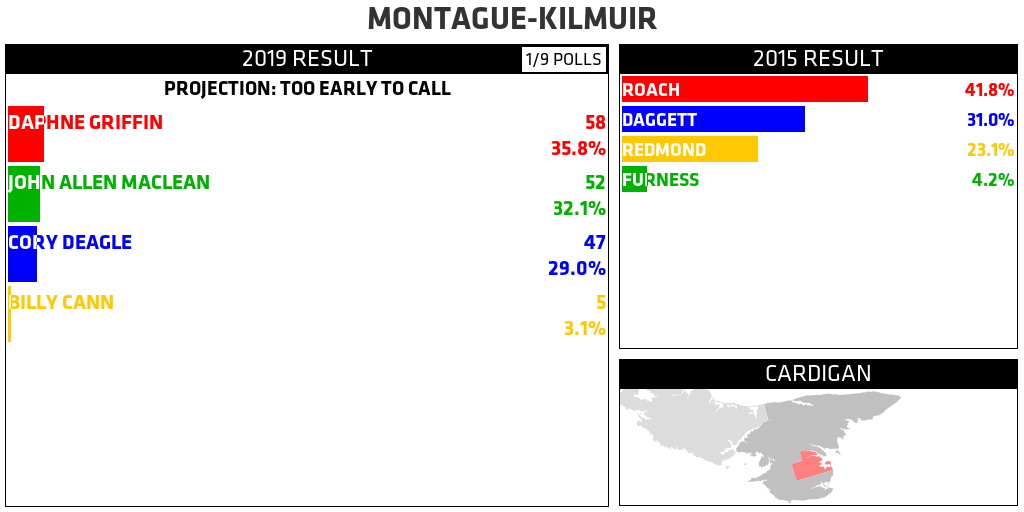 MONTAGUE-KILMUIR
2019 RESULT
1/9 POLLS
PROJECTION: TOO EARLY TO CALL
DAPHNE GRIFFIN 58
35.8%
JOHN ALLEN MACLEAN 52
32.1%
CORY DEAGLE 47
29.0%
BILLY CANN 5
3.1%
2015 RESULT
ROACH 41.8%
DAGGETT 31.0%
REDMOND 23.1%
FURNESS 4.2%
CARDIGAN